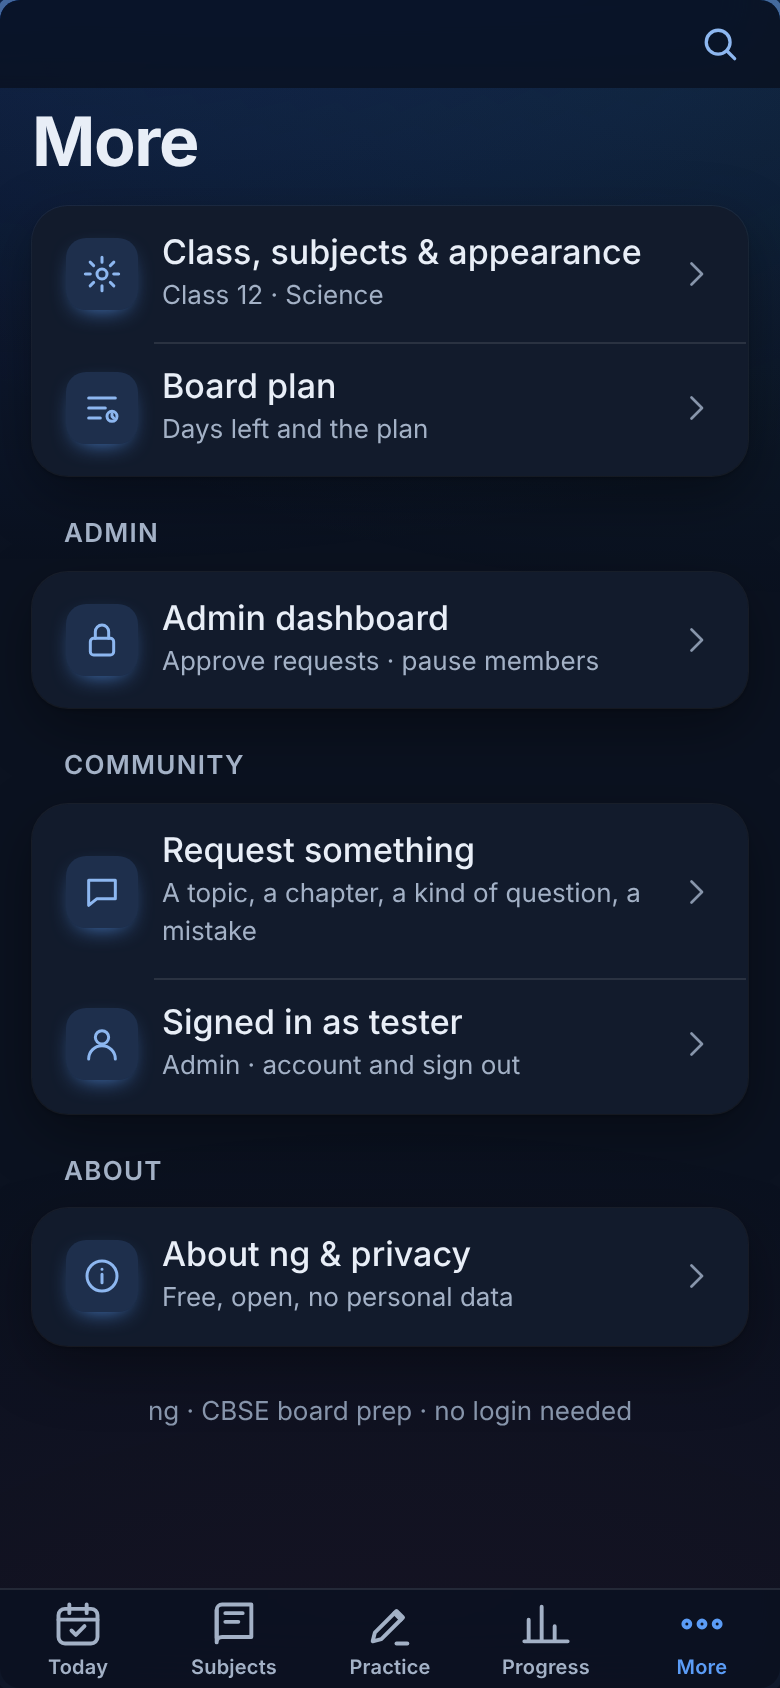 More
Class, subjects & appearance
Class 12 · Science
Board plan
Days left and the plan
ADMIN
Admin dashboard
Approve requests · pause members
COMMUNITY
Request something
A topic, a chapter, a kind of question, a
mistake
Signed in as tester
Admin · account and sign out
ABOUT
About ng & privacy
Free, open, no personal data
ng · CBSE board prep · no login needed
Today
Subjects
Practice
Progress
More